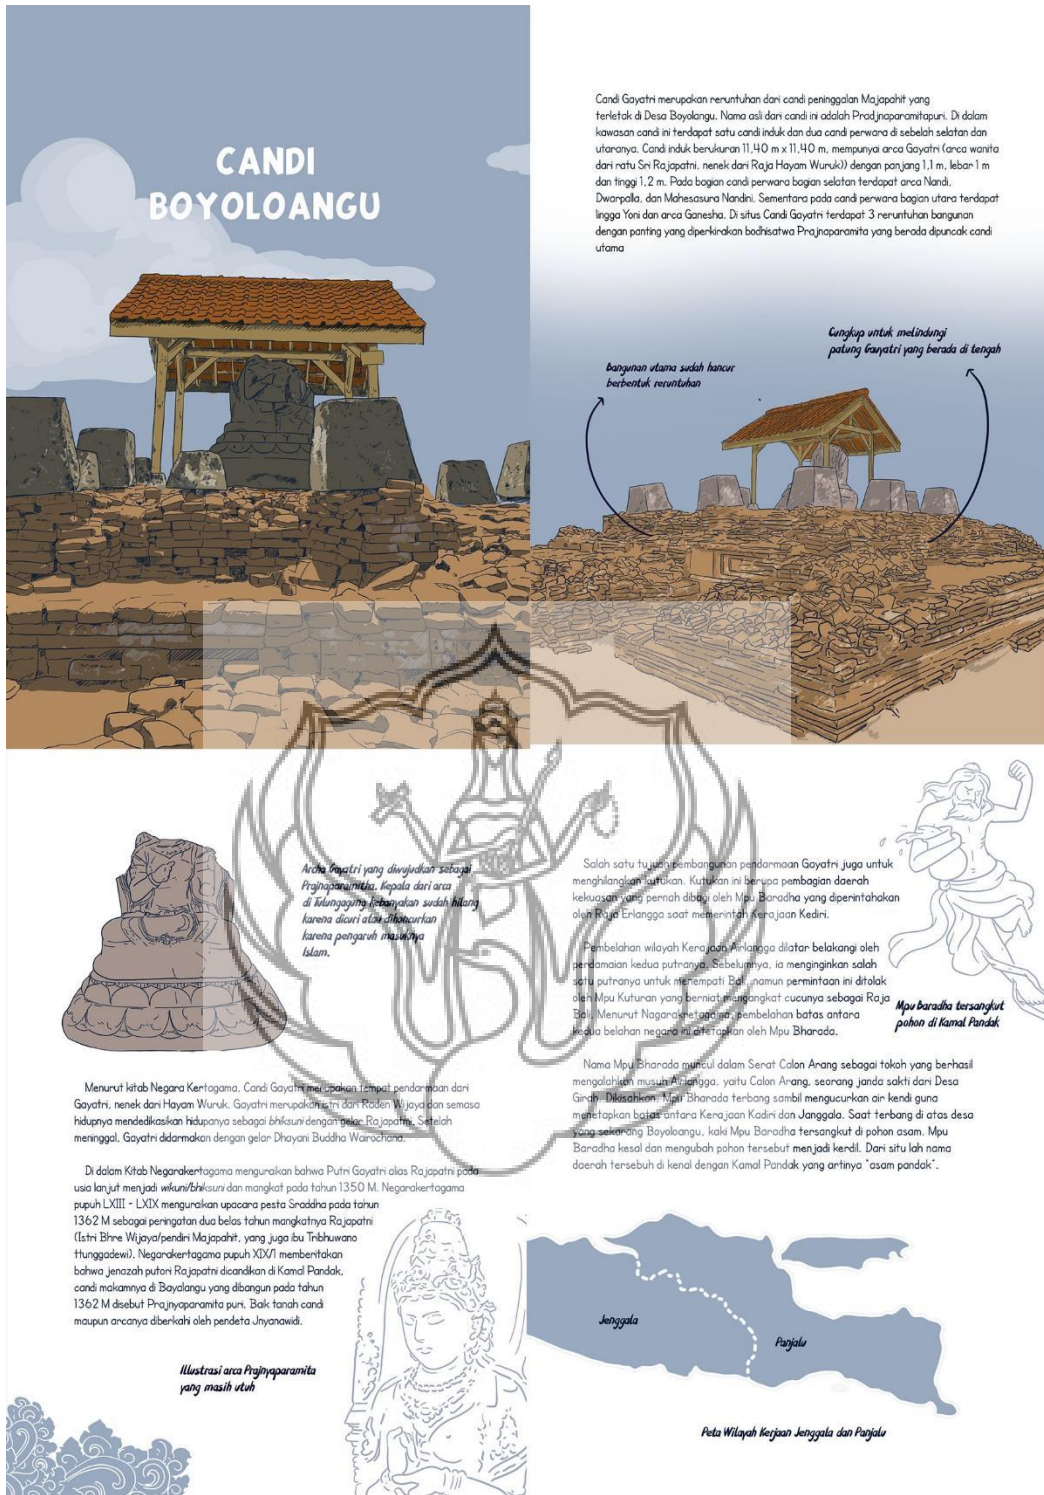 CANDI
BOYOLOANGU
Candi Gayatri merupakan reruntuhan dari candi peninggalan Majapahit yang
terletak di Desa Boyolangu. Nama asli dari candi ini adalah Pradjnaparamitapuri. Di dalam
kawasan candi ini terdapat satu candi induk dan dua candi perwara di sebelah selatan dan
utaranya. Candi induk berukuran 11,40 m x 11,40 m, mempunyai arca Gayatri (arca wanita
dari ratu Sri Rajapatni, nenek dari Raja Hayam Wuruk)) dengan panjang 1,1 m, lebar 1 m
dan tinggi 1,2 m. Pada bagian candi perwara bagian selatan terdapat arca Nandi,
Dwarpalla, dan Mahesasura Nandini. Sementara pada candi perwara bagian utara terdapat
lingga Yoni dan arca Ganesha. Di situs Candi Gayatri terdapat 3 reruntuhan bangunan
dengan panting yang diperkirakan bodhisatwa Prajnaparamita yang berada dipuncak candi
utama
Cungkup untuk melindungi
patung Gauyatri yang berada di tengah
Bangunan utama sudah hancur
berbentuk reruntuhan
Archa Gayatri yang diwujudkan sebagai
Prajnaparamitha. Kepala dari arca
di Tulungagung kebanyakan sudah hilang
karena dicuri atau dihancurkan
karena pengaruh masuknya
Islam.
Menurut kitab Negara Kertagama, Candi Gayatri merupakan tempat pendarmaan dari
Gayatri, nenek dari Hayam Wuruk. Gayatri merupakan istri dari Raden Wijaya dan semasa
hidupnya mendedikasikan hidupanya sebagai bhiksuni dengan gelar Rajapatmi. Setelah
meninggal, Gayatri didarmakan dengan gelar Dhayani Buddha Wairochana.
Di dalam Kitab Negarakertagama menguraikan bahwa Putri Gayatri alias Rajapatni pada
usia lanjut menjadi wikuni/bhiksuni dan mangkat pada tahun 1350 M. Negarakertagama
pupuh LXIII - LXIX menguraikan upacara pesta Sraddha pada tahun
1362 M sebagai peringatan dua belas tahun mangkatnya Rajapatni
(Istri Bhre Wijaya/pendiri Majapahit, yang juga ibu Tribhuwano
ttunggadewi). Negarakertagama pupuh XIX/1 memberitakan
bahwa jenazah putori Rajapatni dicandikan di Kamal Pandak,
candi makamnya di Bayalangu yang dibangun pada tahun
1362 M disebut Prajnyaparamita puri. Baik tanah candi
maupun arcanya diberkahi oleh pendeta Jnyanawidi.
Illustrasi arca Prajnyaparamita
yang masih utuh
Salah satu tujuan pembangunan pendarmaan Gayatri juga untuk
menghilangkan kutukan. Kutukan ini berupa pembagian daerah
kekuasan yang pernah dibagi oleh Mpu Baradha yang diperintahakan
oleh Raja Erlangga saat memerintah Kerajaan Kediri.
Pembelahan wilayah Kerajaan Airlangga dilatar belakangi oleh
perdamaian kedua putranya. Sebelumnya, ia menginginkan salah
satu putranya untuk menempati Bali, namun permintaan ini ditolak
oleh Mpu Kuturan yang berniat mengangkat cucunya sebagai Raja
Bali. Menurut Nagarakretagama, pembelahan batas antara
kedua belahan negara ini ditetapkan oleh Mpu Bharada.
Mpu Baradha tersangkut
pohon di Kamal Pandak
Nama Mpu Bharada muncul dalam Serat Calon Arang sebagai tokoh yang berhasil
mengalahkan musuh Airlangga, yaitu Calon Arang, seorang janda sakti dari Desa
Girah. Dikisahkan, Mpu Bharada terbang sambil mengucurkan air kendi guna
menetapkan batas antara Kerajaan Kadiri dan Janggala. Saat terbang di atas desa
yang sekarang Boyoloangu, kaki Mpu Baradha tersangkut di pohon asam. Mpu
Baradha kesal dan mengubah pohon tersebut menjadi kerdil. Dari situ lah nama
daerah tersebuh di kenal dengan Kamal Pandak yang artinya "asam pandak".
Jenggala
Panjalu
Peta Wilayah Kerjaan Jenggala dan Panjalu